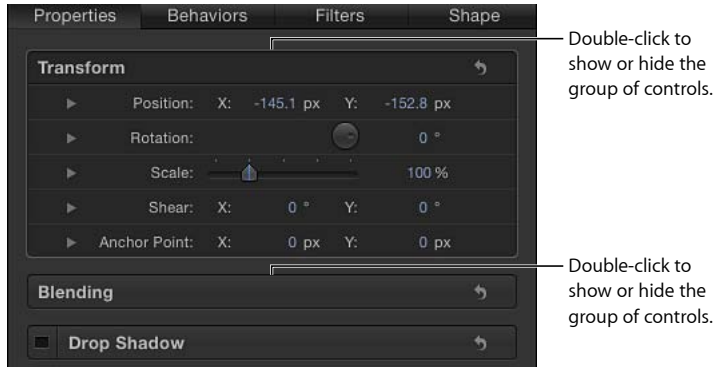 Properties Behaviors Filters Shape
Double-click to
show or hide the
group of controls.
Transform
Position: X: -145.1 px Y: -152.8 px
Rotation: 0 °
Scale: 100 %
Shear: X: 0 ° Y: 0 °
Anchor Point: X: 0 px Y: 0 px
Double-click to
show or hide the
group of controls.
Blending
Drop Shadow